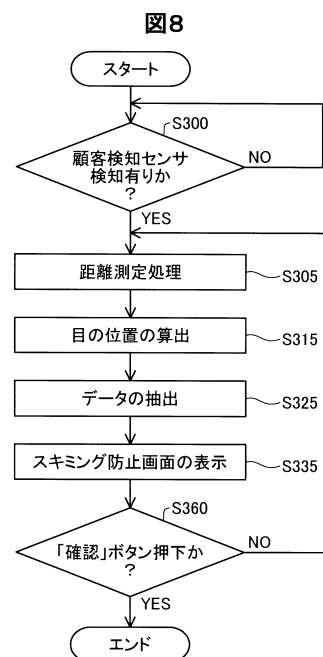 図8
スタート
S300
顧客検知センサ
検知有りか
?
NO
YES
距離測定処理
S305
目の位置の算出
S315
データの抽出
S325
スキミング防止画面の表示
S335
S360
「確認」ボタン押下か
?
NO
YES
エンド